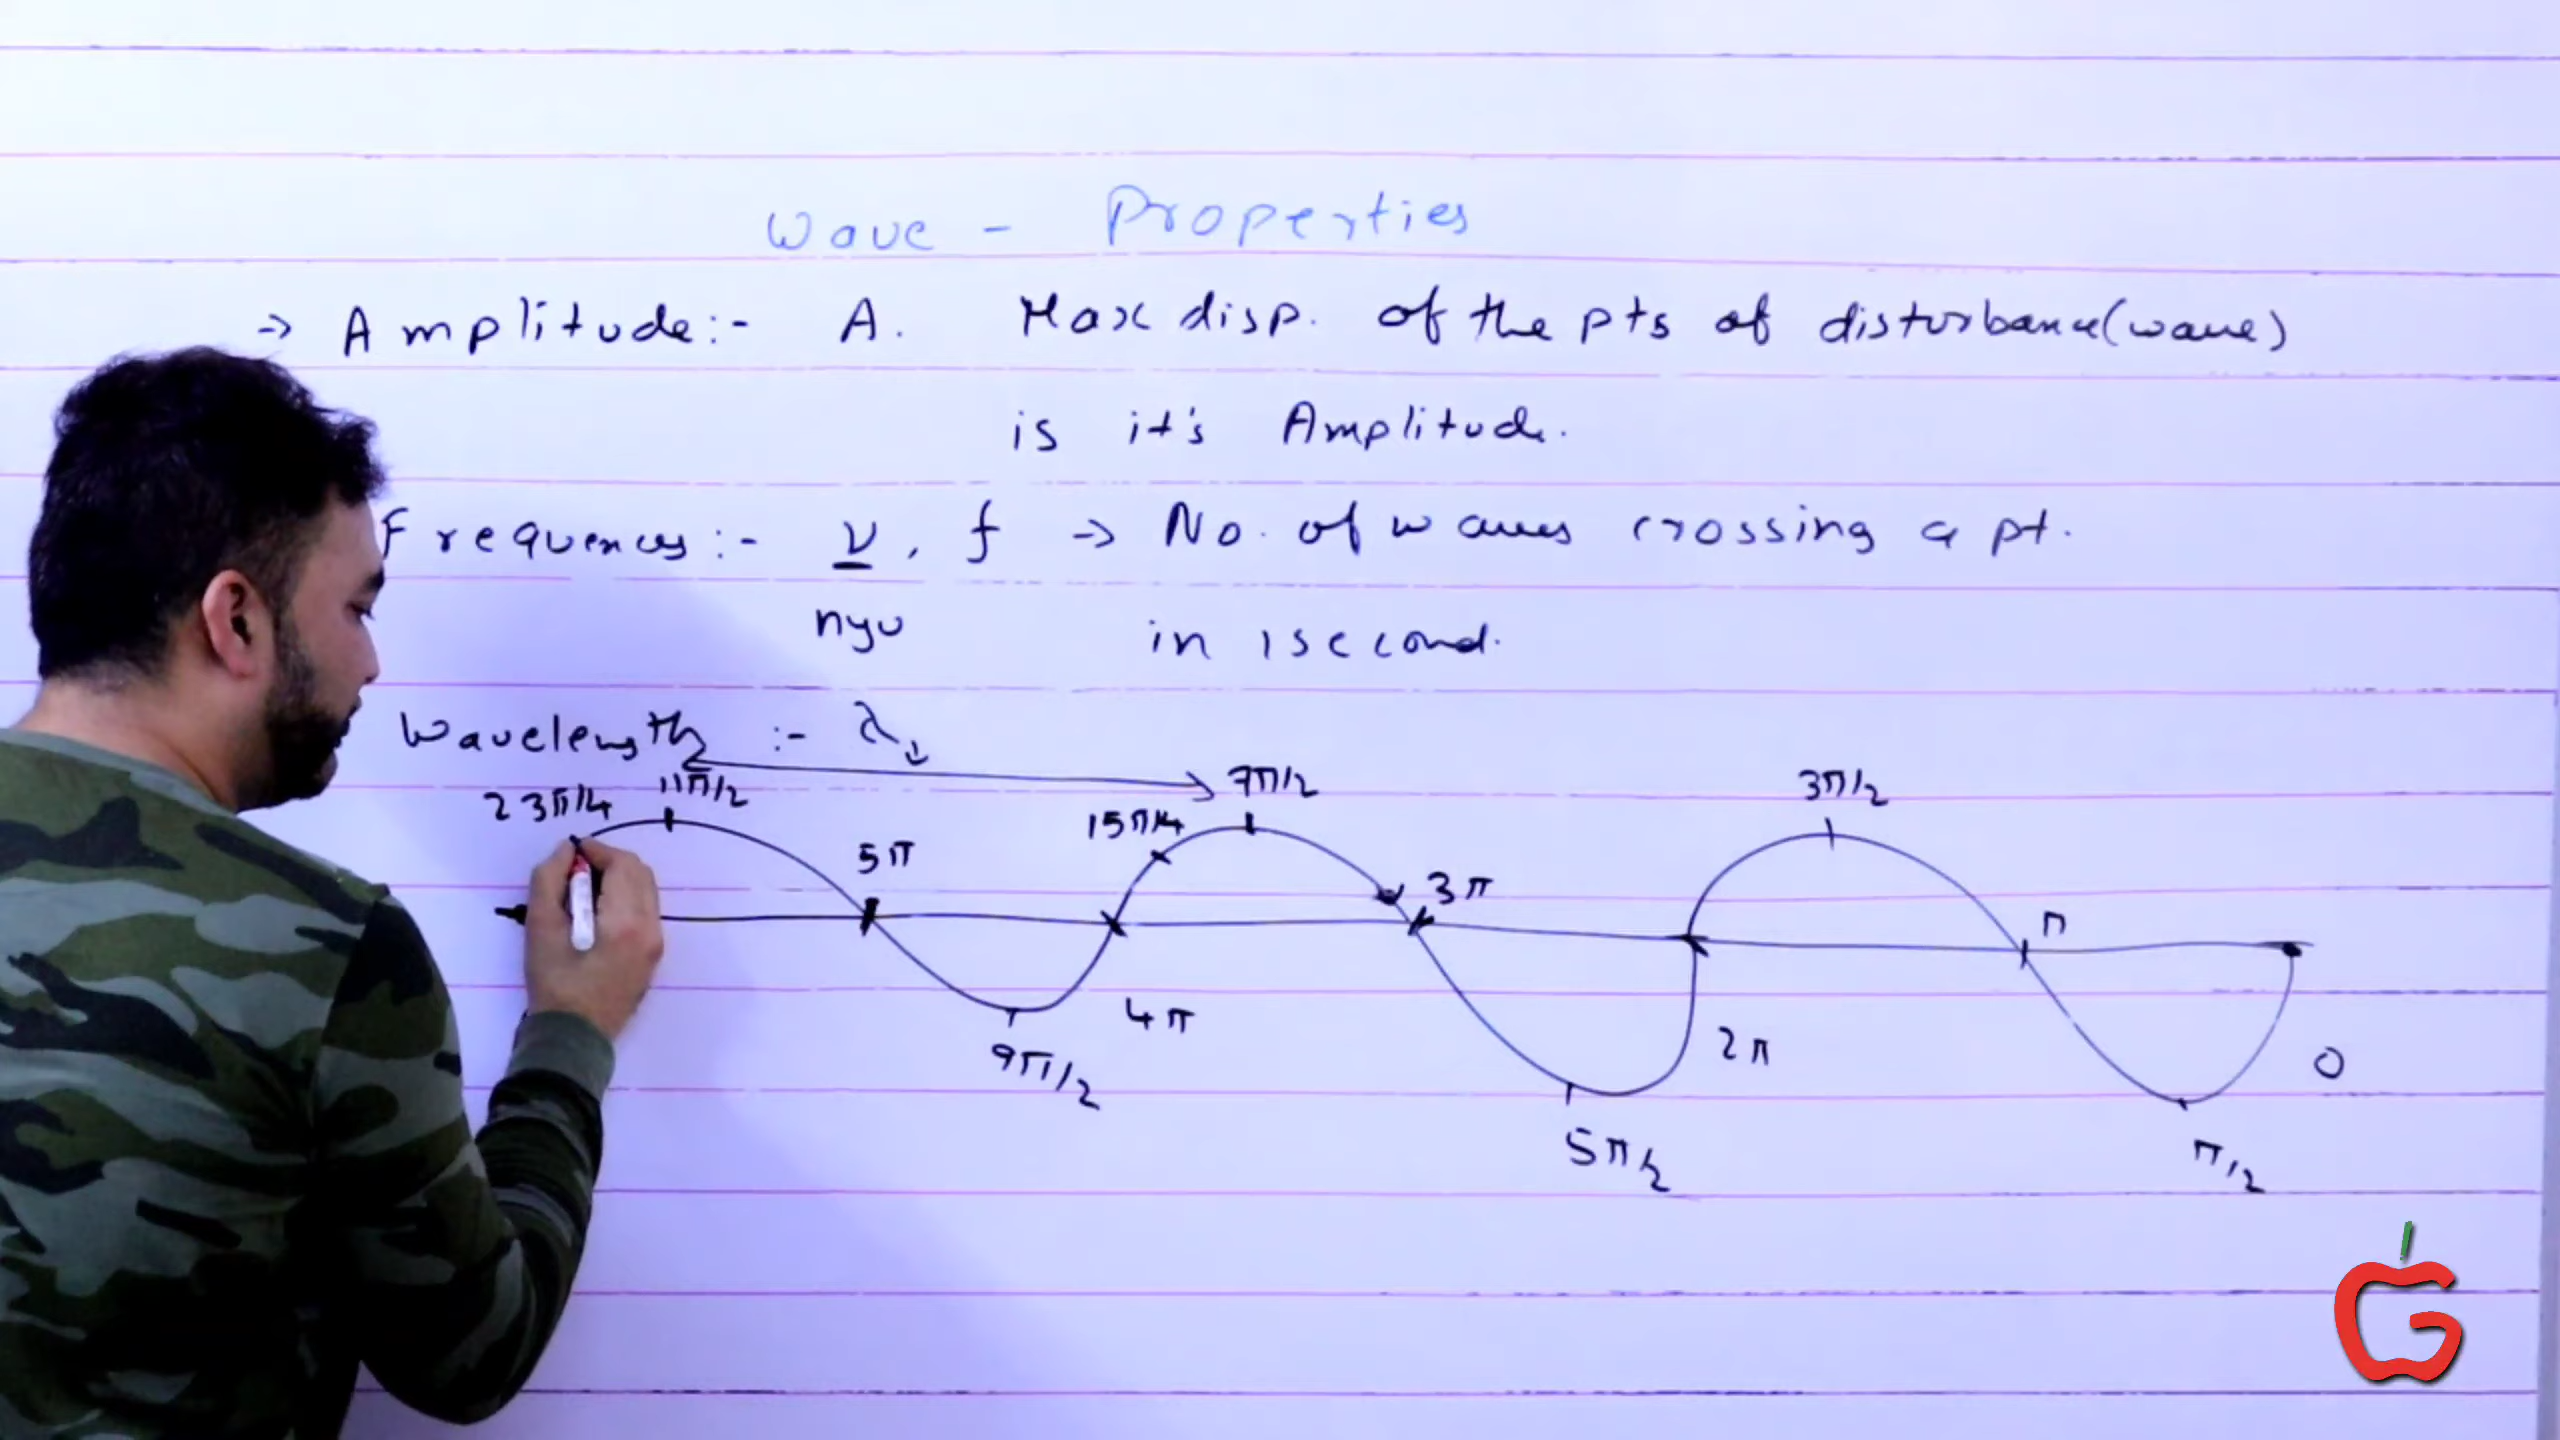 Wave - Properties
→ Amplitude:- A. Max disp. of the pts of disturbance(wave)
is it's Amplitude.
Frequency :- ν, f → No. of waves crossing a pt.
nyu in 1 second.
Wavelength :- λ
23π/4 11π/2 5π 15π/4 7π/2 3π 3π/2 π
9π/2 4π 5π/2 2π π/2 0
G